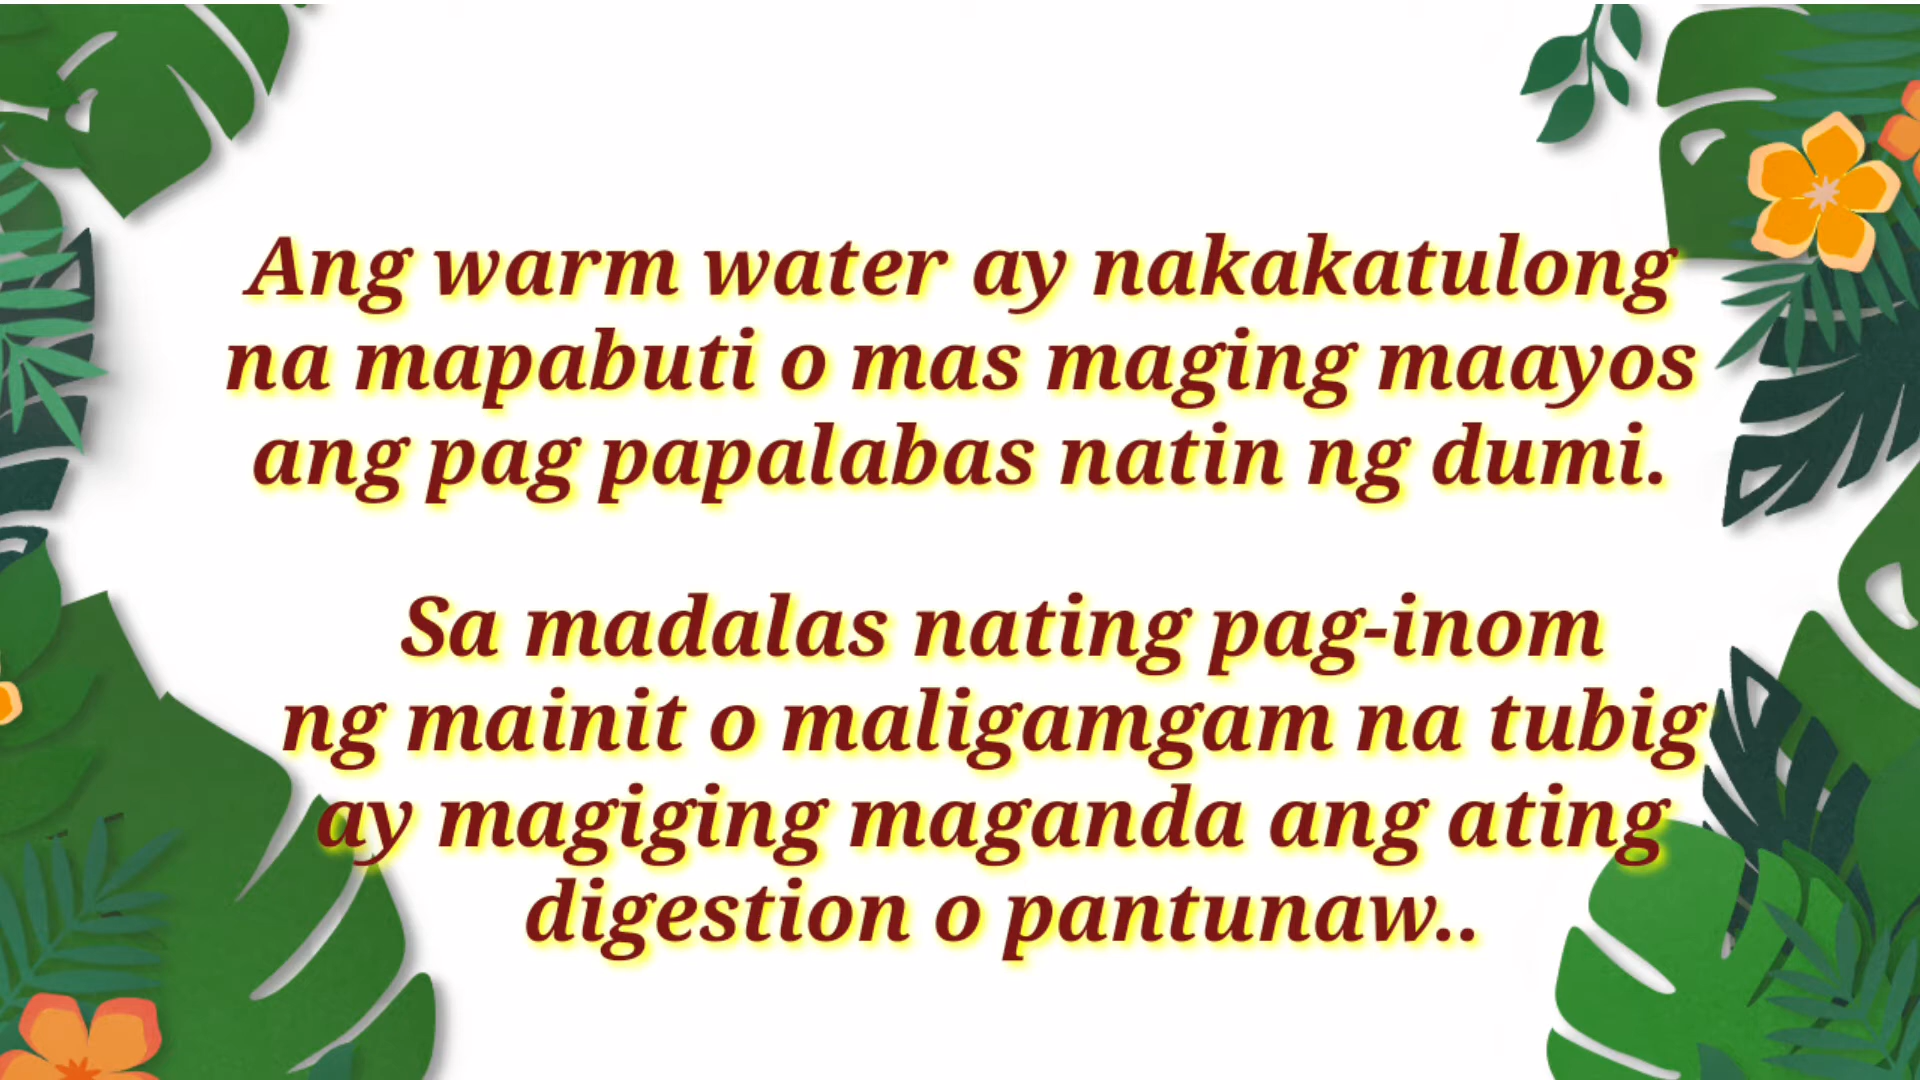 Ang warm water ay nakakatulong
na mapabuti o mas maging maayos
ang pag papalabas natin ng dumi.
Sa madalas nating pag-inom
ng mainit o maligamgam na tubig
ay magiging maganda ang ating
digestion o pantunaw..